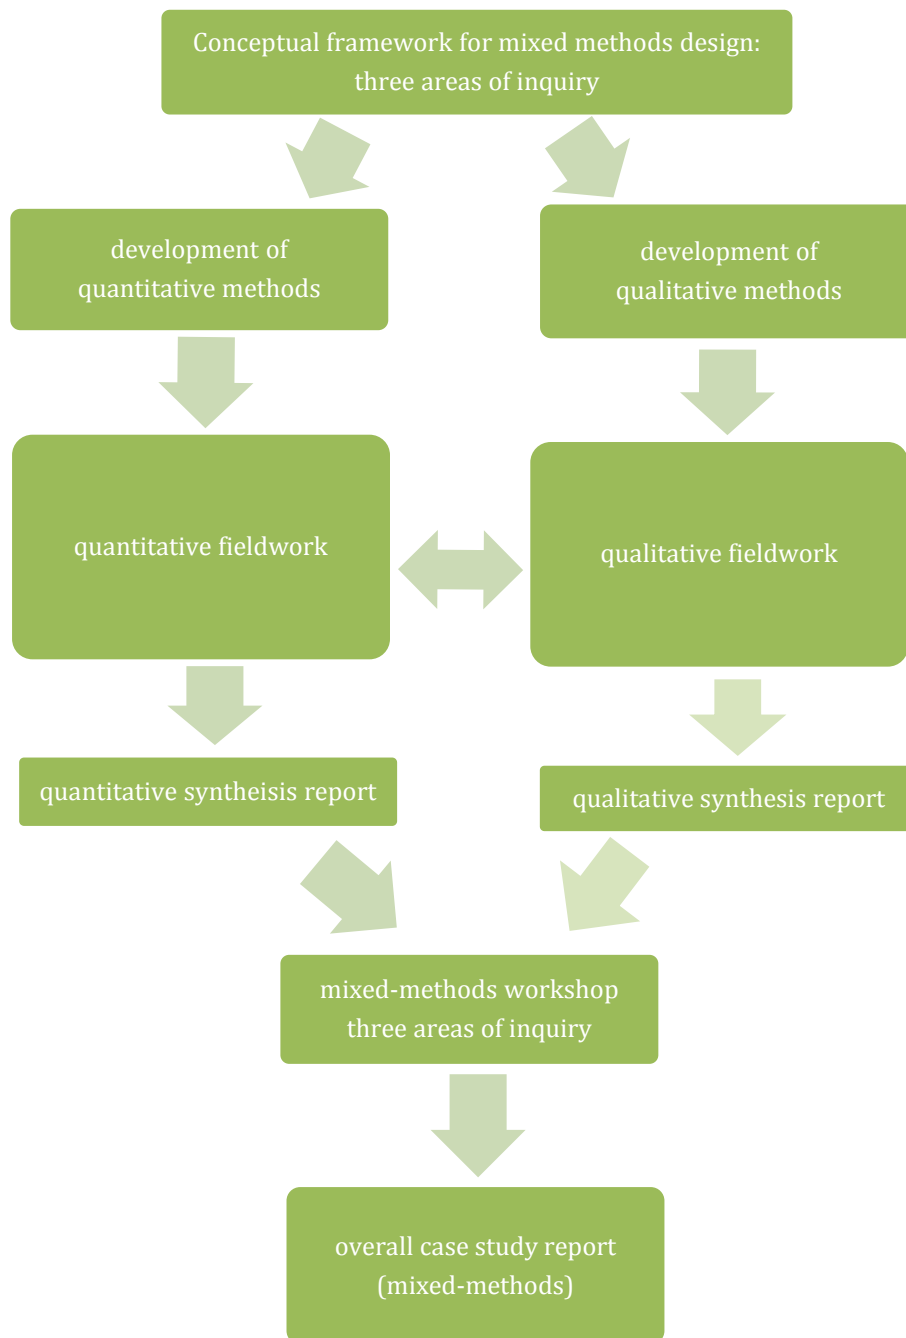 Conceptual framework for mixed methods design:
three areas of inquiry
development of
quantitative methods
development of
qualitative methods
quantitative fieldwork
qualitative fieldwork
quantitative syntheisis report
qualitative synthesis report
mixed-methods workshop
three areas of inquiry
overall case study report
(mixed-methods)